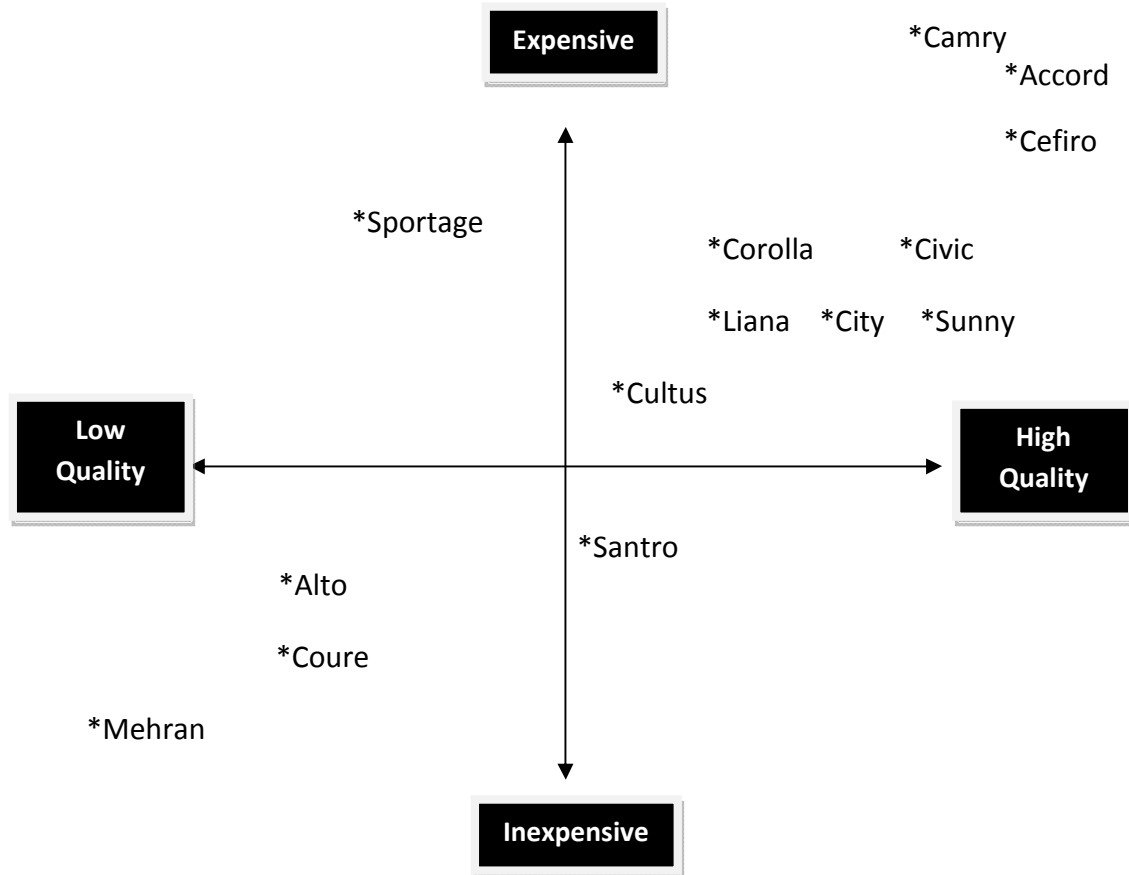 Expensive
*Camry
*Accord
*Cefiro
*Sportage
*Corolla *Civic
*Liana *City *Sunny
*Cultus
Low
Quality
High
Quality
*Santro
*Alto
*Coure
*Mehran
Inexpensive